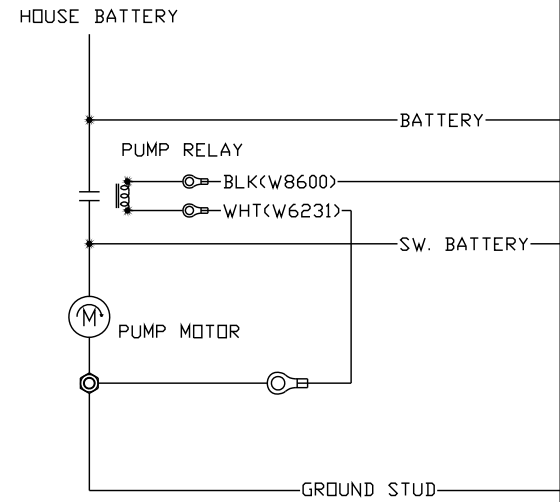 HOUSE BATTERY
BATTERY
PUMP RELAY
BLK(W8600)
WHT(W6231)
SW. BATTERY
M
PUMP MOTOR
GROUND STUD